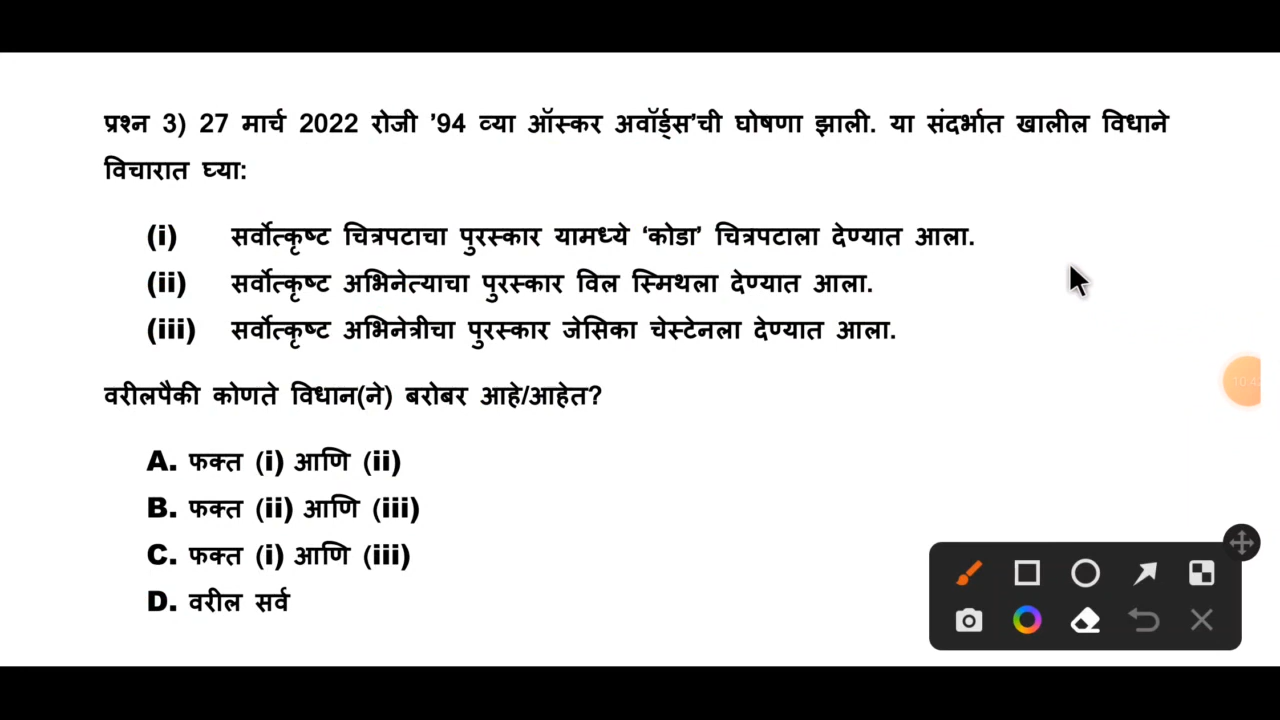 प्रश्न 3) 27 मार्च 2022 रोजी ’94 व्या ऑस्कर अवॉर्ड्स’ची घोषणा झाली. या संदर्भात खालील विधाने
विचारात घ्या:
(i) सर्वोत्कृष्ट चित्रपटाचा पुरस्कार यामध्ये ‘कोडा’ चित्रपटाला देण्यात आला.
(ii) सर्वोत्कृष्ट अभिनेत्याचा पुरस्कार विल स्मिथला देण्यात आला.
(iii) सर्वोत्कृष्ट अभिनेत्रीचा पुरस्कार जेसिका चेस्टेनला देण्यात आला.
वरीलपैकी कोणते विधान(ने) बरोबर आहे/आहेत?
A. फक्त (i) आणि (ii)
B. फक्त (ii) आणि (iii)
C. फक्त (i) आणि (iii)
D. वरील सर्व